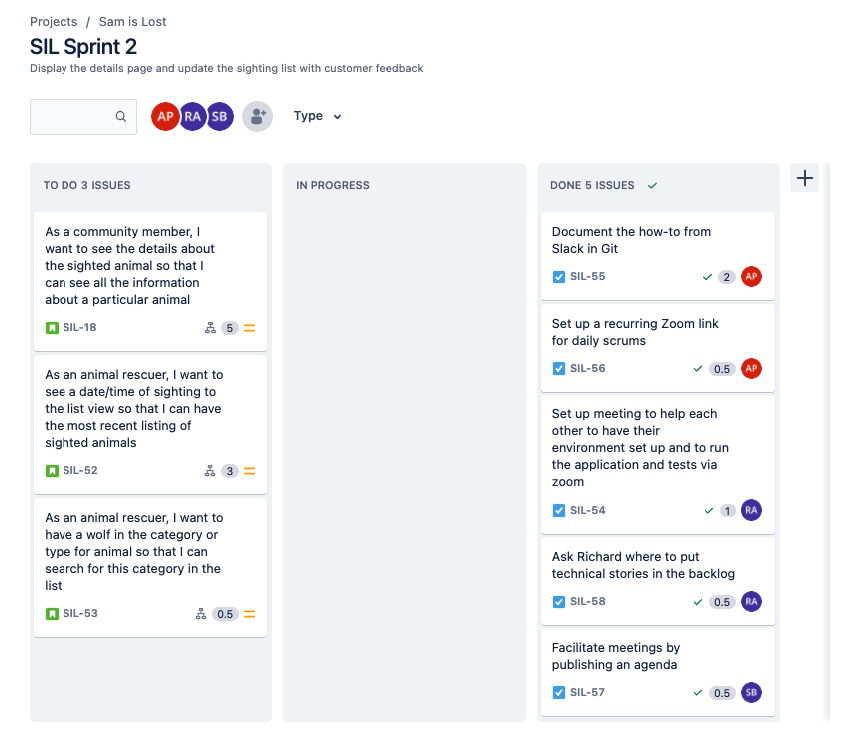 Projects / Sam is Lost
SIL Sprint 2
Display the details page and update the sighting list with customer feedback
AP RA SB Type
TO DO 3 ISSUES
As a community member, I
want to see the details about
the sighted animal so that I
can see all the information
about a particular animal
SIL-18 5
As an animal rescuer, I want to
see a date/time of sighting to
the list view so that I can have
the most recent listing of
sighted animals
SIL-52 3
As an animal rescuer, I want to
have a wolf in the category or
type for animal so that I can
search for this category in the
list
SIL-53 0.5
IN PROGRESS
DONE 5 ISSUES
Document the how-to from
Slack in Git
SIL-55 2 AP
Set up a recurring Zoom link
for daily scrums
SIL-56 0.5 AP
Set up meeting to help each
other to have their
environment set up and to run
the application and tests via
zoom
SIL-54 1 RA
Ask Richard where to put
technical stories in the backlog
SIL-58 0.5 RA
Facilitate meetings by
publishing an agenda
SIL-57 0.5 SB